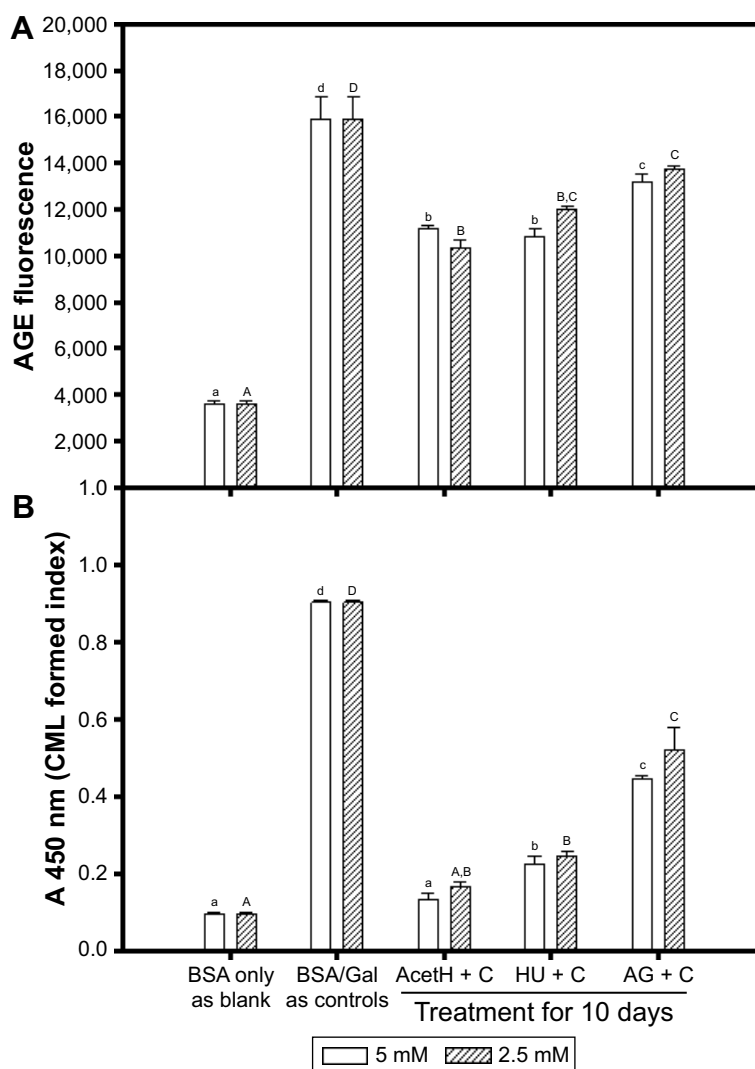 A
AGE fluorescence
20,000
18,000
16,000
14,000
12,000
10,000
8,000
6,000
4,000
2,000
1.0
a
A
d
D
b
B
b
B,C
c
C
B
A 450 nm (CML formed index)
1.0
0.8
0.6
0.4
0.2
0.0
a
A
d
D
a
A,B
b
B
c
C
BSA only
as blank
BSA/Gal
as controls
AcetH + C
HU + C
AG + C
Treatment for 10 days
5 mM
2.5 mM